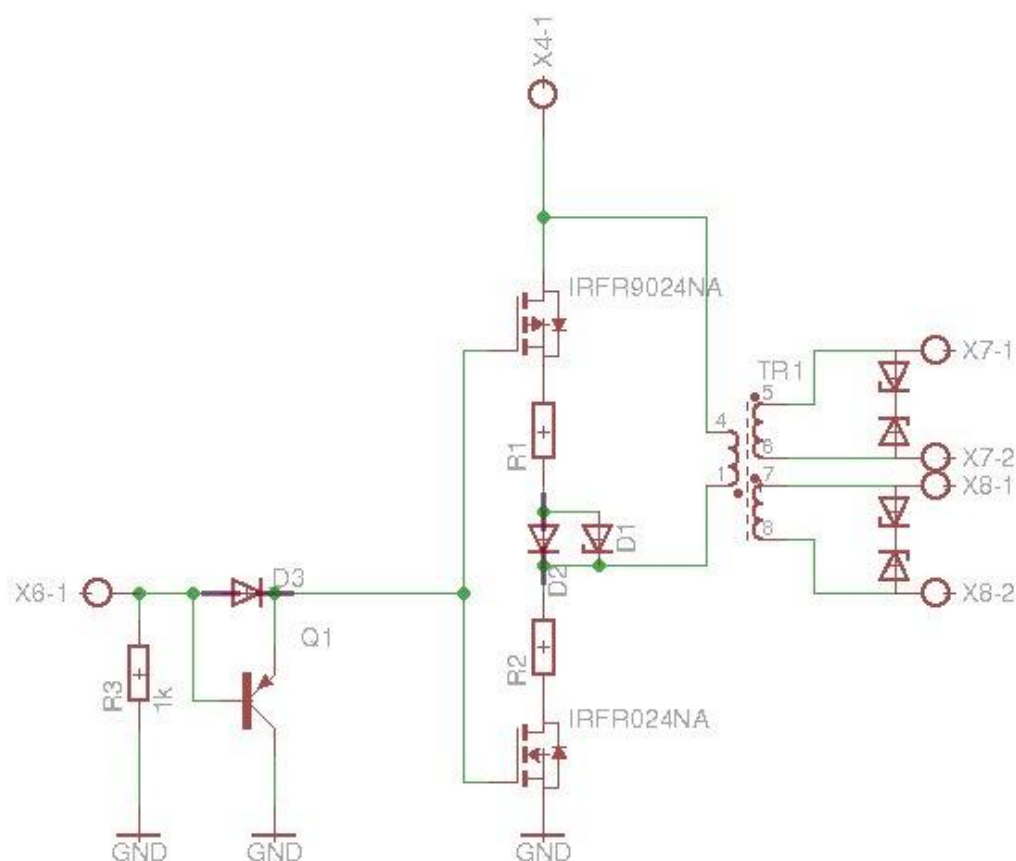 X4-1
IRFR9024NA
X7-1
TR1
5
4
R1
6
X7-2
1
7
X8-1
D1
8
D2
D3
X6-1
X8-2
Q1
R2
R3
1k
IRFR024NA
GND
GND
GND